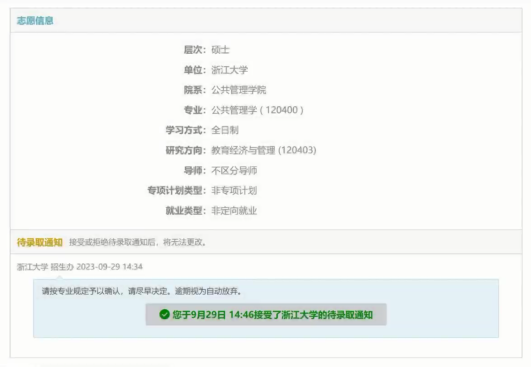 志愿信息
层次：硕士
单位：浙江大学
院系：公共管理学院
专业：公共管理学 ( 120400 )
学习方式：全日制
研究方向：教育经济与管理 (120403)
导师：不区分导师
专项计划类型：非专项计划
就业类型：非定向就业
待录取通知 接受或拒绝待录取通知后，将无法更改。
浙江大学 招生办 2023-09-29 14:34
请按专业规定予以确认，请尽早决定。逾期视为自动放弃。
您于9月29日 14:46接受了浙江大学的待录取通知